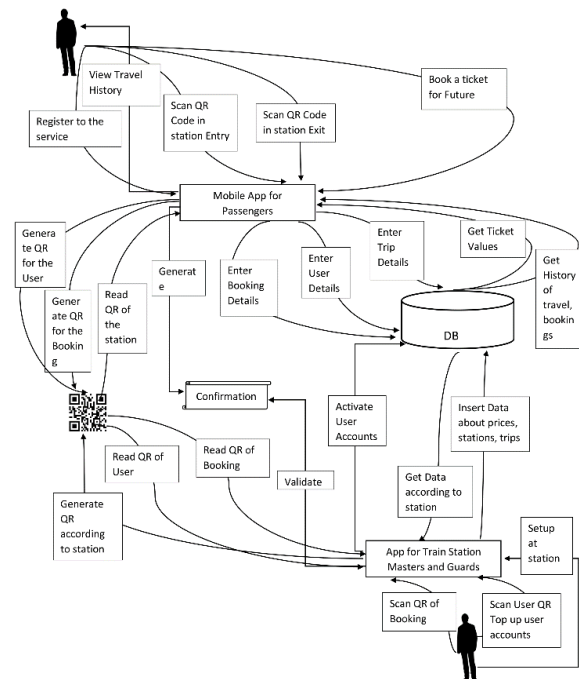 View Travel
History
Book a ticket
for Future
Scan QR
Code in
station Entry
Scan QR Code
in station Exit
Register to the
service
Mobile App for
Passengers
Genera
te QR
for the
User
Gener
ate QR
for the
Bookin
g
Read
QR of
the
station
Generat
e
Enter
Booking
Details
Enter
User
Details
Enter
Trip
Details
Get Ticket
Values
Get
History
of
travel,
bookin
gs
DB
Confirmation
Activate
User
Accounts
Insert Data
about prices,
stations, trips
Read QR of
User
Read QR of
Booking
Validate
Get Data
according to
station
Generate
QR
according
to station
Setup
at
station
App for Train Station
Masters and Guards
Scan QR of
Booking
Scan User QR
Top up user
accounts